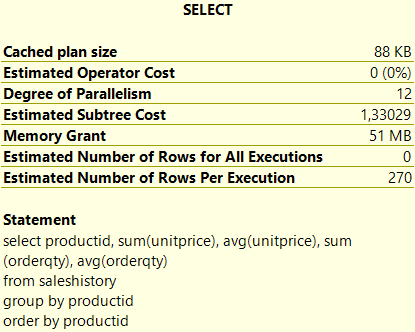 SELECT
Cached plan size 88 KB
Estimated Operator Cost 0 (0%)
Degree of Parallelism 12
Estimated Subtree Cost 1,33029
Memory Grant 51 MB
Estimated Number of Rows for All Executions 0
Estimated Number of Rows Per Execution 270
Statement
select productid, sum(unitprice), avg(unitprice), sum
(orderqty), avg(orderqty)
from saleshistory
group by productid
order by productid